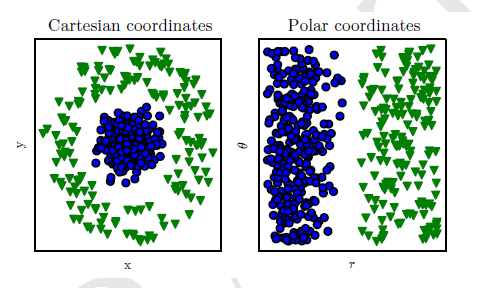 Cartesian coordinates
Polar coordinates
y
x
θ
r